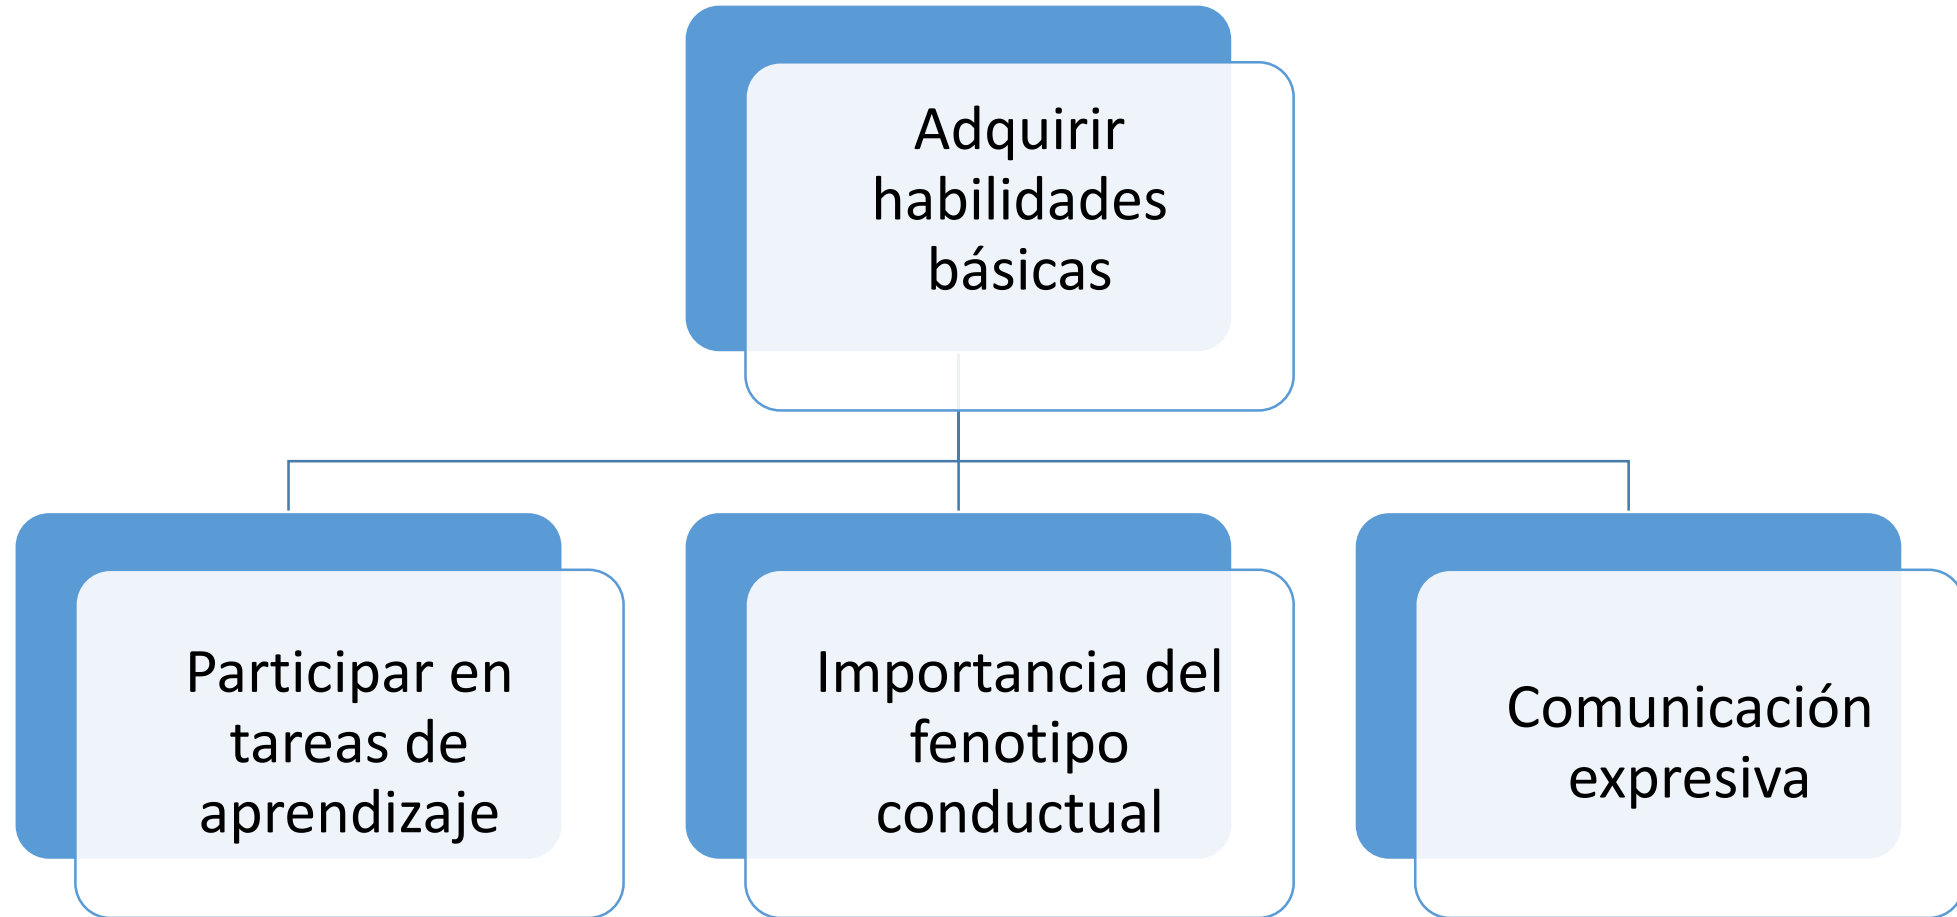 Adquirir
habilidades
básicas
Participar en
tareas de
aprendizaje
Importancia del
fenotipo
conductual
Comunicación
expresiva